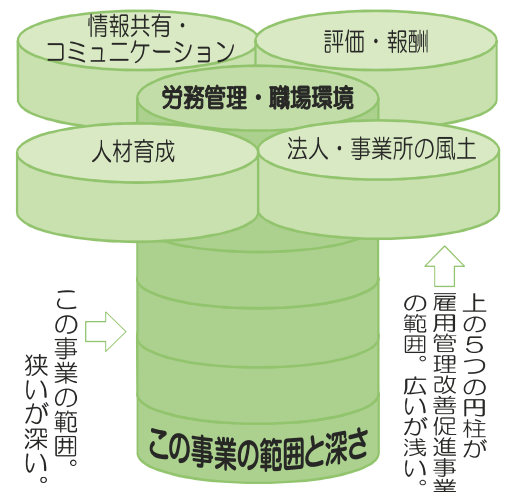 情報共有・
コミュニケーション
評価・報酬
労務管理・職場環境
人材育成
法人・事業所の風土
上の５つの円柱が
雇用管理改善促進事業
の範囲。広いが浅い。
この事業の範囲。
狭いが深い。
この事業の範囲と深さ